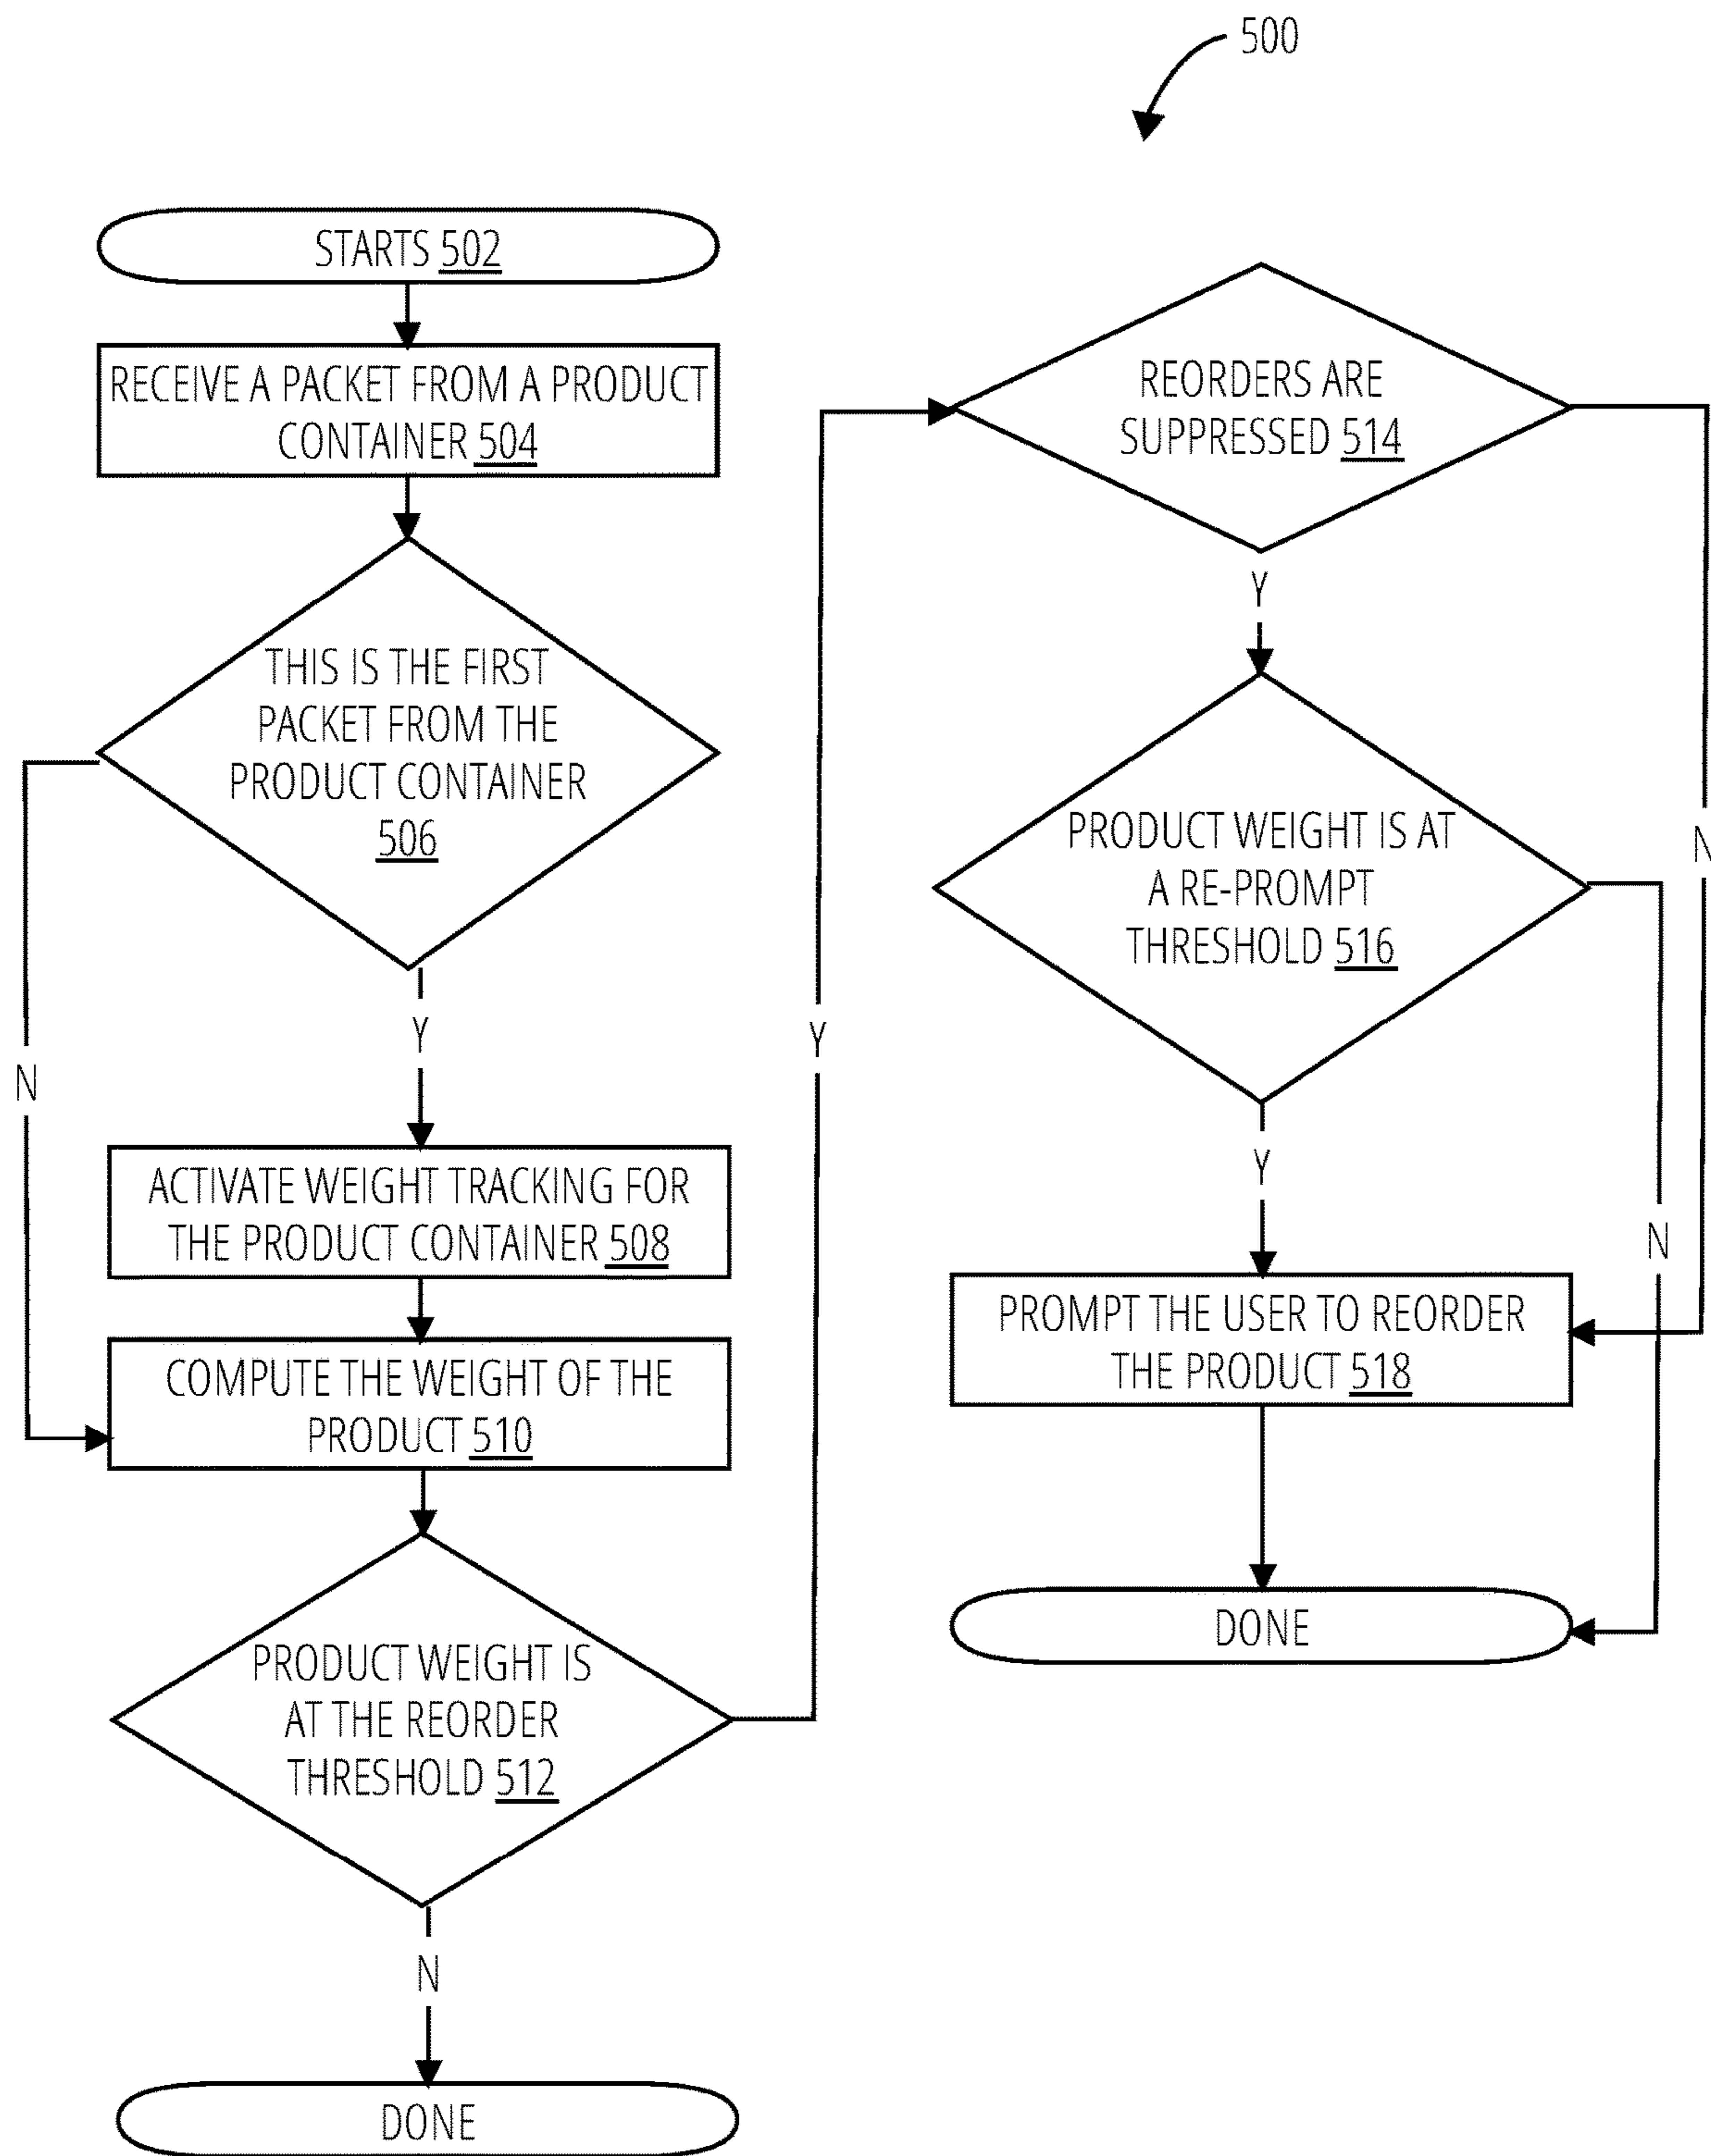 500
STARTS 502
RECEIVE A PACKET FROM A PRODUCT
CONTAINER 504
THIS IS THE FIRST
PACKET FROM THE
PRODUCT CONTAINER
506
N
Y
ACTIVATE WEIGHT TRACKING FOR
THE PRODUCT CONTAINER 508
COMPUTE THE WEIGHT OF THE
PRODUCT 510
PRODUCT WEIGHT IS
AT THE REORDER
THRESHOLD 512
Y
N
DONE
REORDERS ARE
SUPPRESSED 514
Y
N
PRODUCT WEIGHT IS AT
A RE-PROMPT
THRESHOLD 516
Y
N
PROMPT THE USER TO REORDER
THE PRODUCT 518
DONE